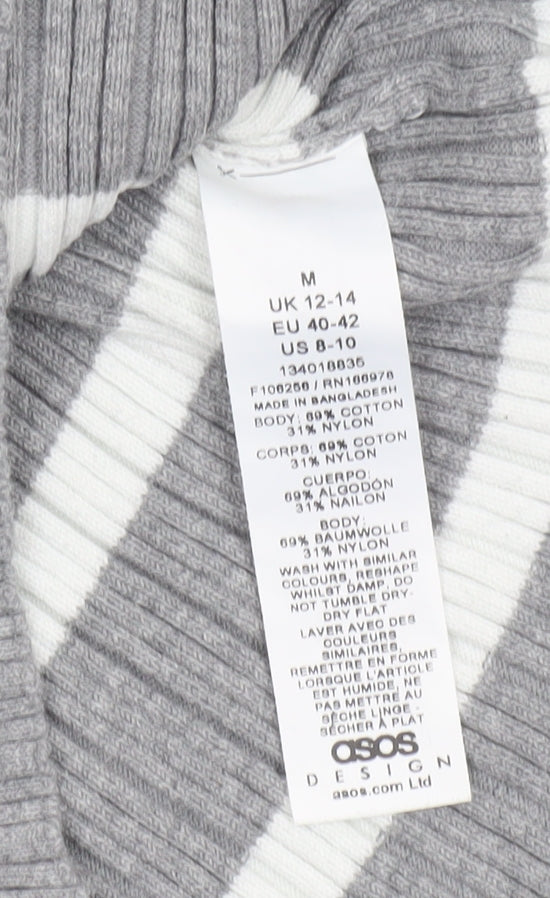 M
UK 12-14
EU 40-42
US 8-10
134018835
F106256 / RN166976
MADE IN BANGLADESH
BODY: 69% COTTON
31% NYLON
CORPS: 69% COTON
31% NYLON
CUERPO:
69% ALGODÓN
31% NAILON
BODY:
69% BAUMWOLLE
31% NYLON
WASH WITH SIMILAR
COLOURS, RESHAPE
WHILST DAMP, DO
NOT TUMBLE DRY-
DRY FLAT
LAVER AVEC DES
COULEURS
SIMILAIRES,
REMETTRE EN FORME
LORSQUE L'ARTICLE
EST HUMIDE, NE
PAS METTRE AU
SÈCHE LINGE -
SÉCHER À PLAT
asos
DESIGN
asos.com Ltd